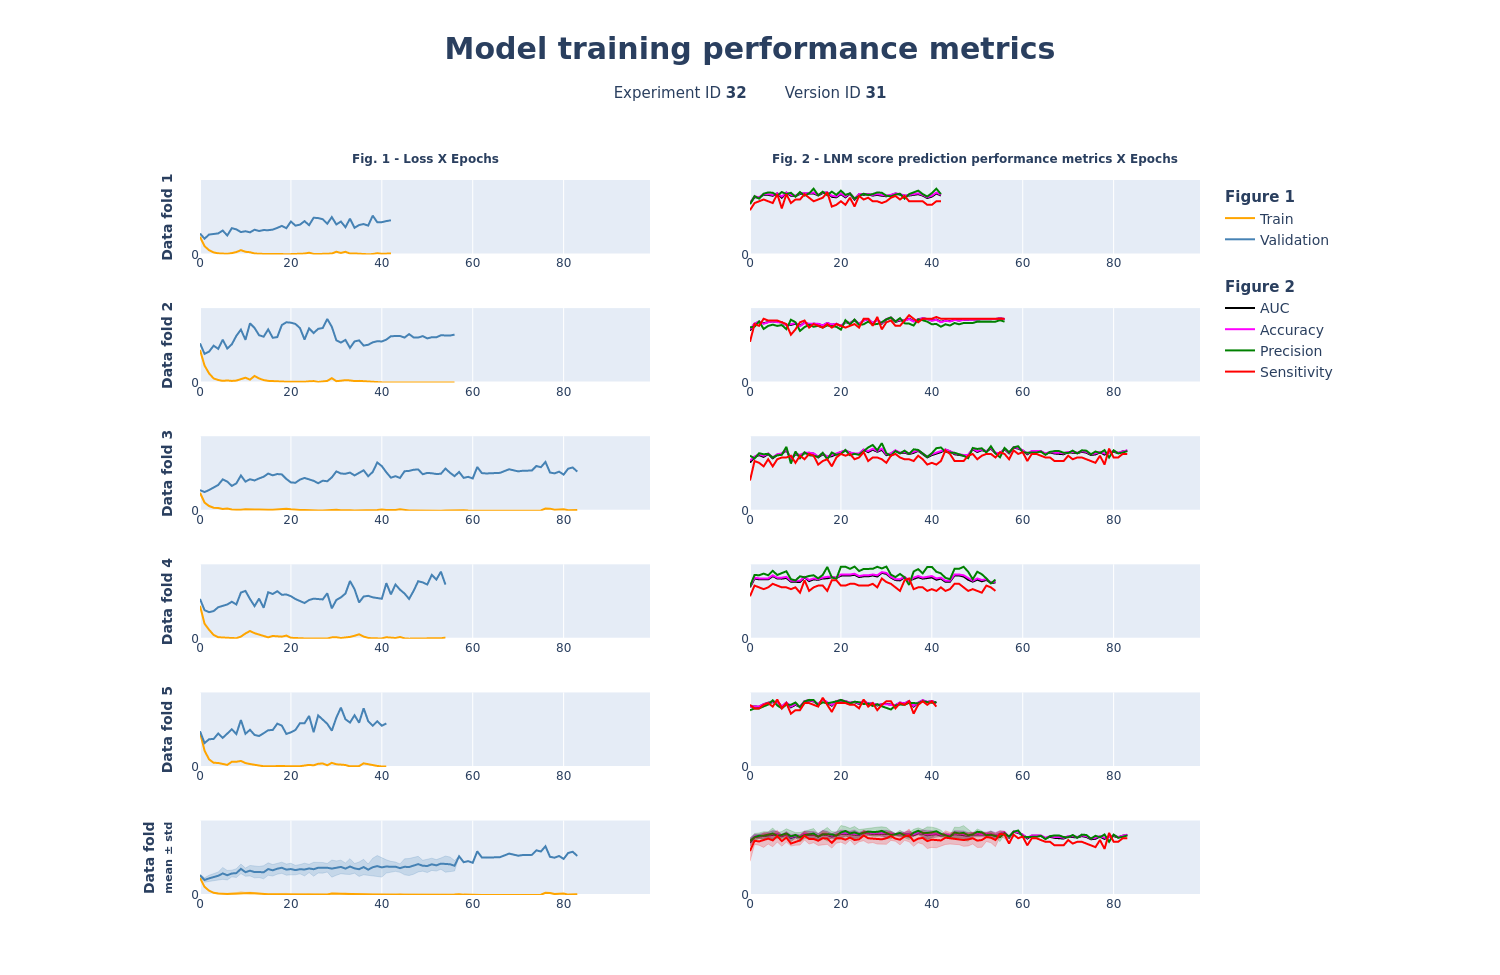 Model training performance metrics
Experiment ID 32 Version ID 31
Fig. 1 - Loss X Epochs
Fig. 2 - LNM score prediction performance metrics X Epochs
Data fold 1
0
0 20 40 60 80
0
0 20 40 60 80
Figure 1
Train
Validation
Figure 2
AUC
Accuracy
Precision
Sensitivity
Data fold 2
0
0 20 40 60 80
0
0 20 40 60 80
Data fold 3
0
0 20 40 60 80
0
0 20 40 60 80
Data fold 4
0
0 20 40 60 80
0
0 20 40 60 80
Data fold 5
0
0 20 40 60 80
0
0 20 40 60 80
Data fold
mean ± std
0
0 20 40 60 80
0
0 20 40 60 80